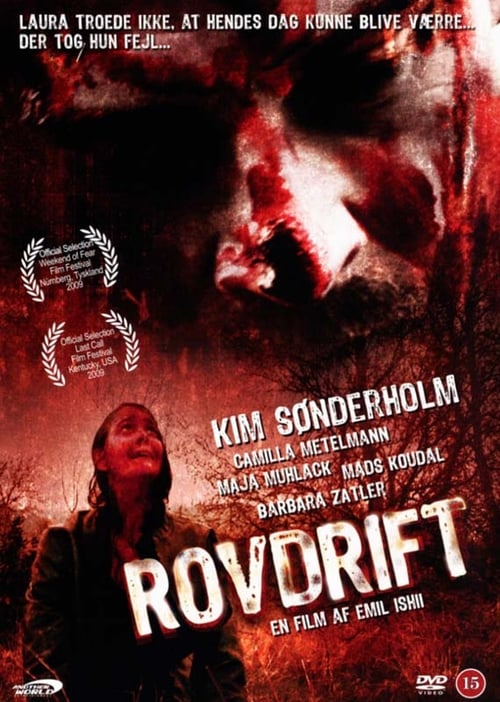 LAURA TROEDE IKKE, AT HENDES DAG KUNNE BLIVE VÆRRE...
DER TOG HUN FEJL...
Official Selection
Weekend of Fear
Film Festival
Nürnberg, Tyskland
2009
Official Selection
Last Call
Film Festival
Kentucky, USA
2009
KIM SØNDERHOLM
CAMILLA METELMANN
MAJA MUHLACK MADS KOUDAL
BARBARA ZATLER
ROVDRIFT
EN FILM AF EMIL ISHII
ANOTHER
WORLD
DVD
VIDEO
15